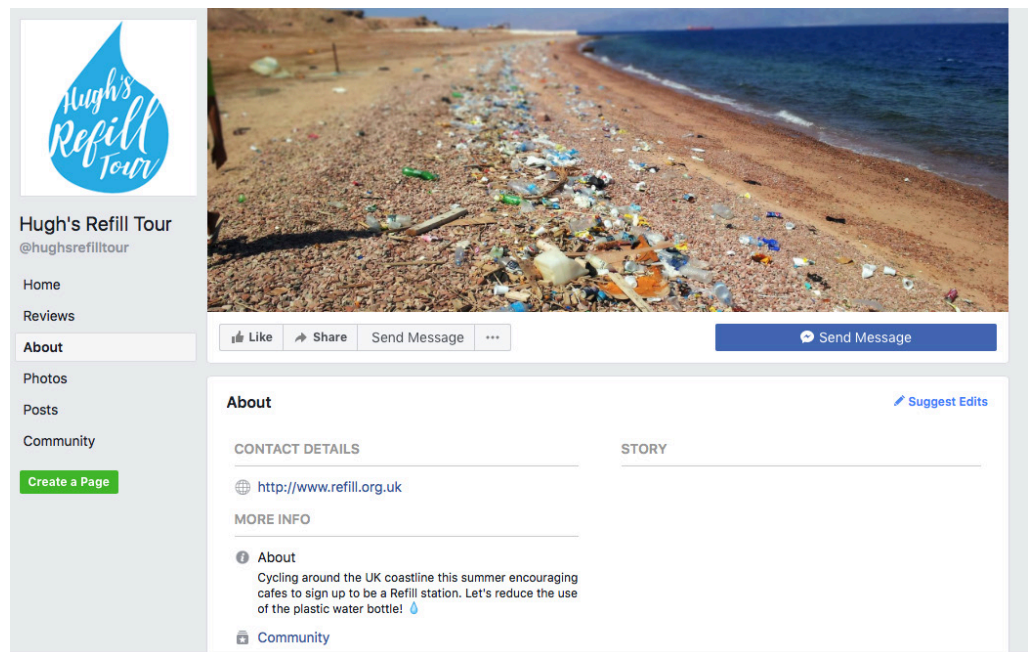 Hugh's
Refill
Tour
Hugh's Refill Tour
@hughsrefilltour
Home
Reviews
About
Photos
Posts
Community
Create a Page
Like
Share
Send Message
Send Message
About
Suggest Edits
CONTACT DETAILS
http://www.refill.org.uk
MORE INFO
About
Cycling around the UK coastline this summer encouraging
cafes to sign up to be a Refill station. Let's reduce the use
of the plastic water bottle! 💧
Community
STORY